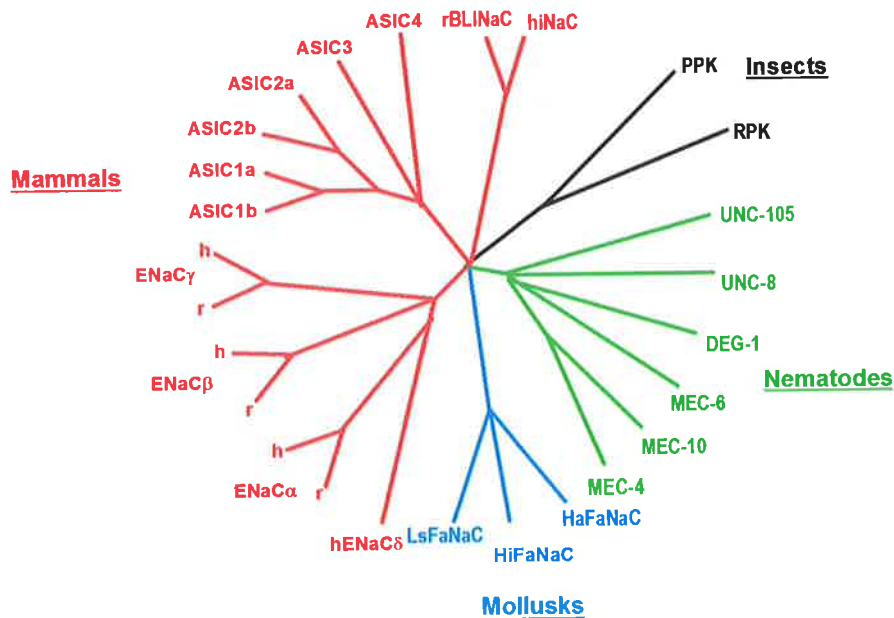 ASIC4
rBLINaC
hiNaC
ASIC3
PPK
Insects
ASIC2a
ASIC2b
RPK
ASIC1a
Mammals
ASIC1b
UNC-105
h
ENaCγ
UNC-8
r
DEG-1
h
ENaCβ
Nematodes
r
MEC-6
MEC-10
h
MEC-4
ENaCα
r
HaFaNaC
hENaCδ
LsFaNaC
HiFaNaC
Mollusks